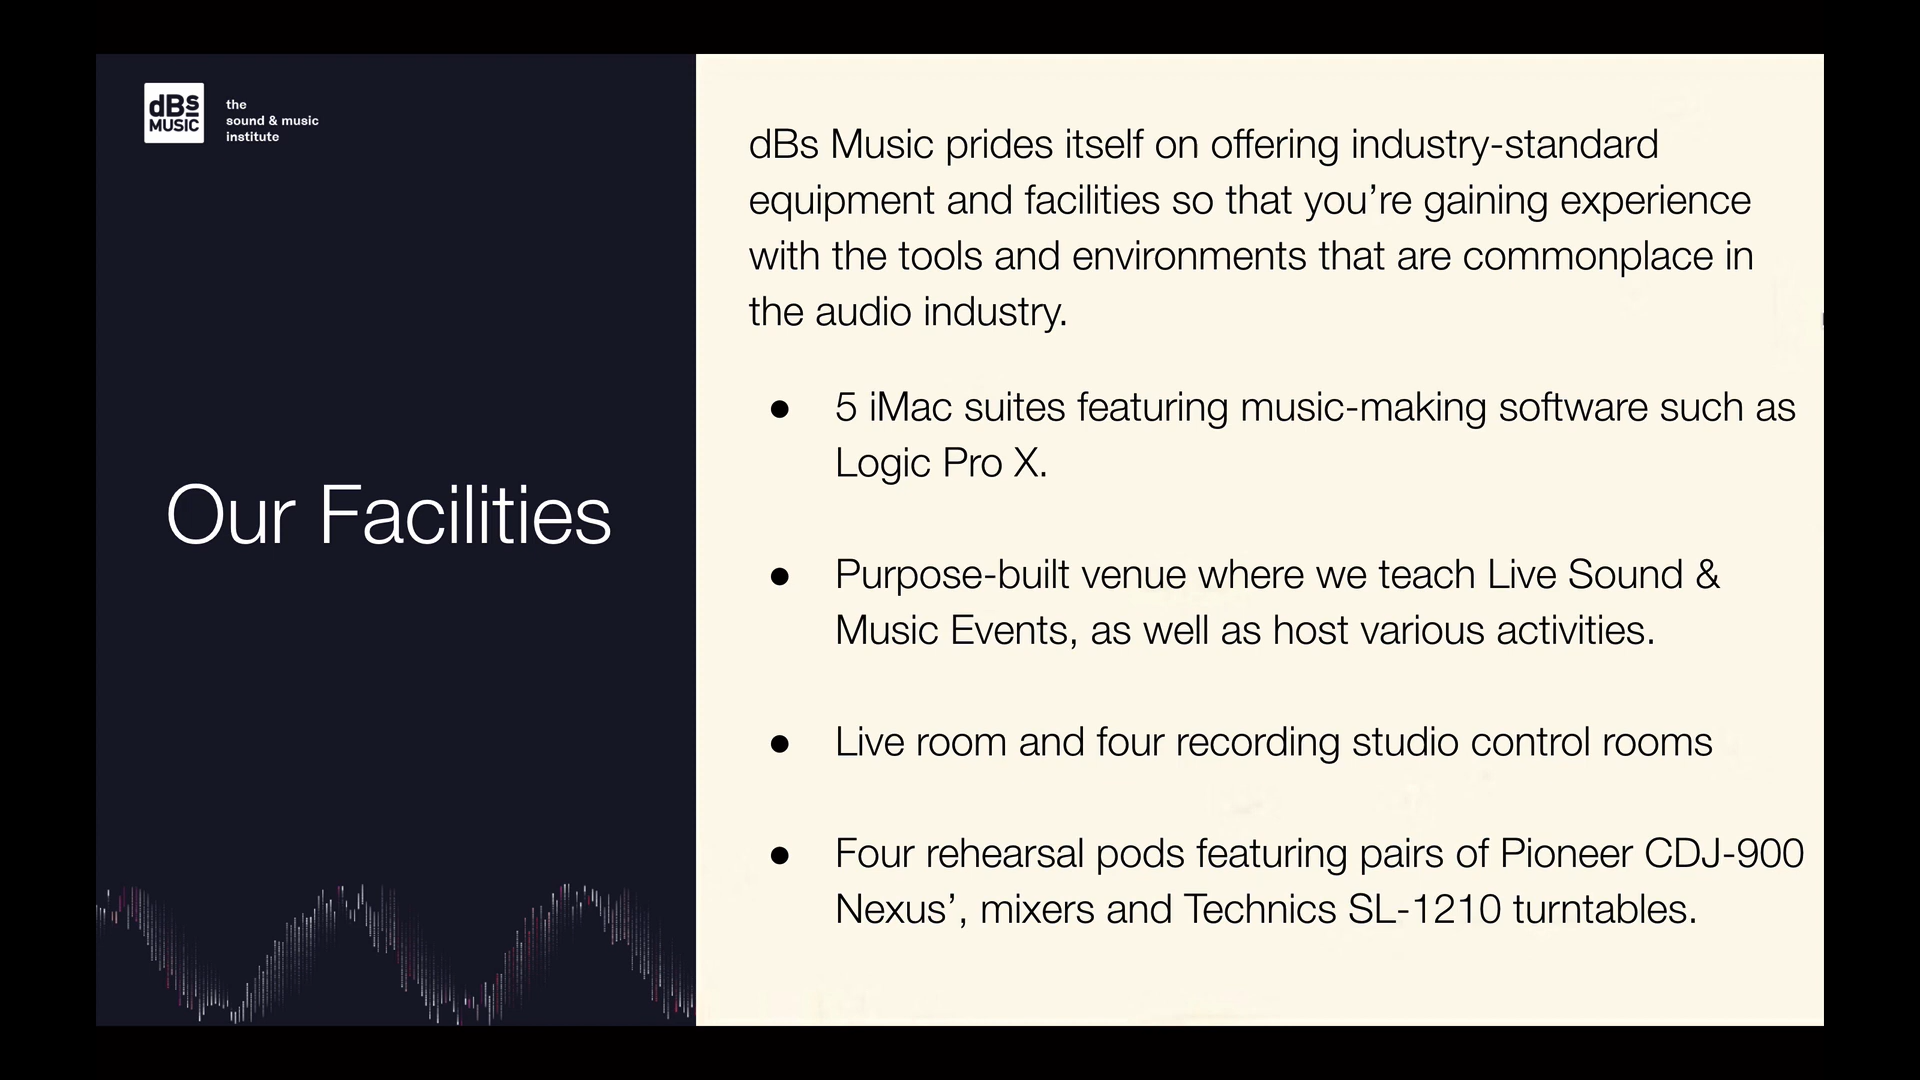 dBs
MUSIC
the
sound & music
institute
Our Facilities
dBs Music prides itself on offering industry-standard
equipment and facilities so that you’re gaining experience
with the tools and environments that are commonplace in
the audio industry.
● 5 iMac suites featuring music-making software such as
Logic Pro X.
● Purpose-built venue where we teach Live Sound &
Music Events, as well as host various activities.
● Live room and four recording studio control rooms
● Four rehearsal pods featuring pairs of Pioneer CDJ-900
Nexus’, mixers and Technics SL-1210 turntables.